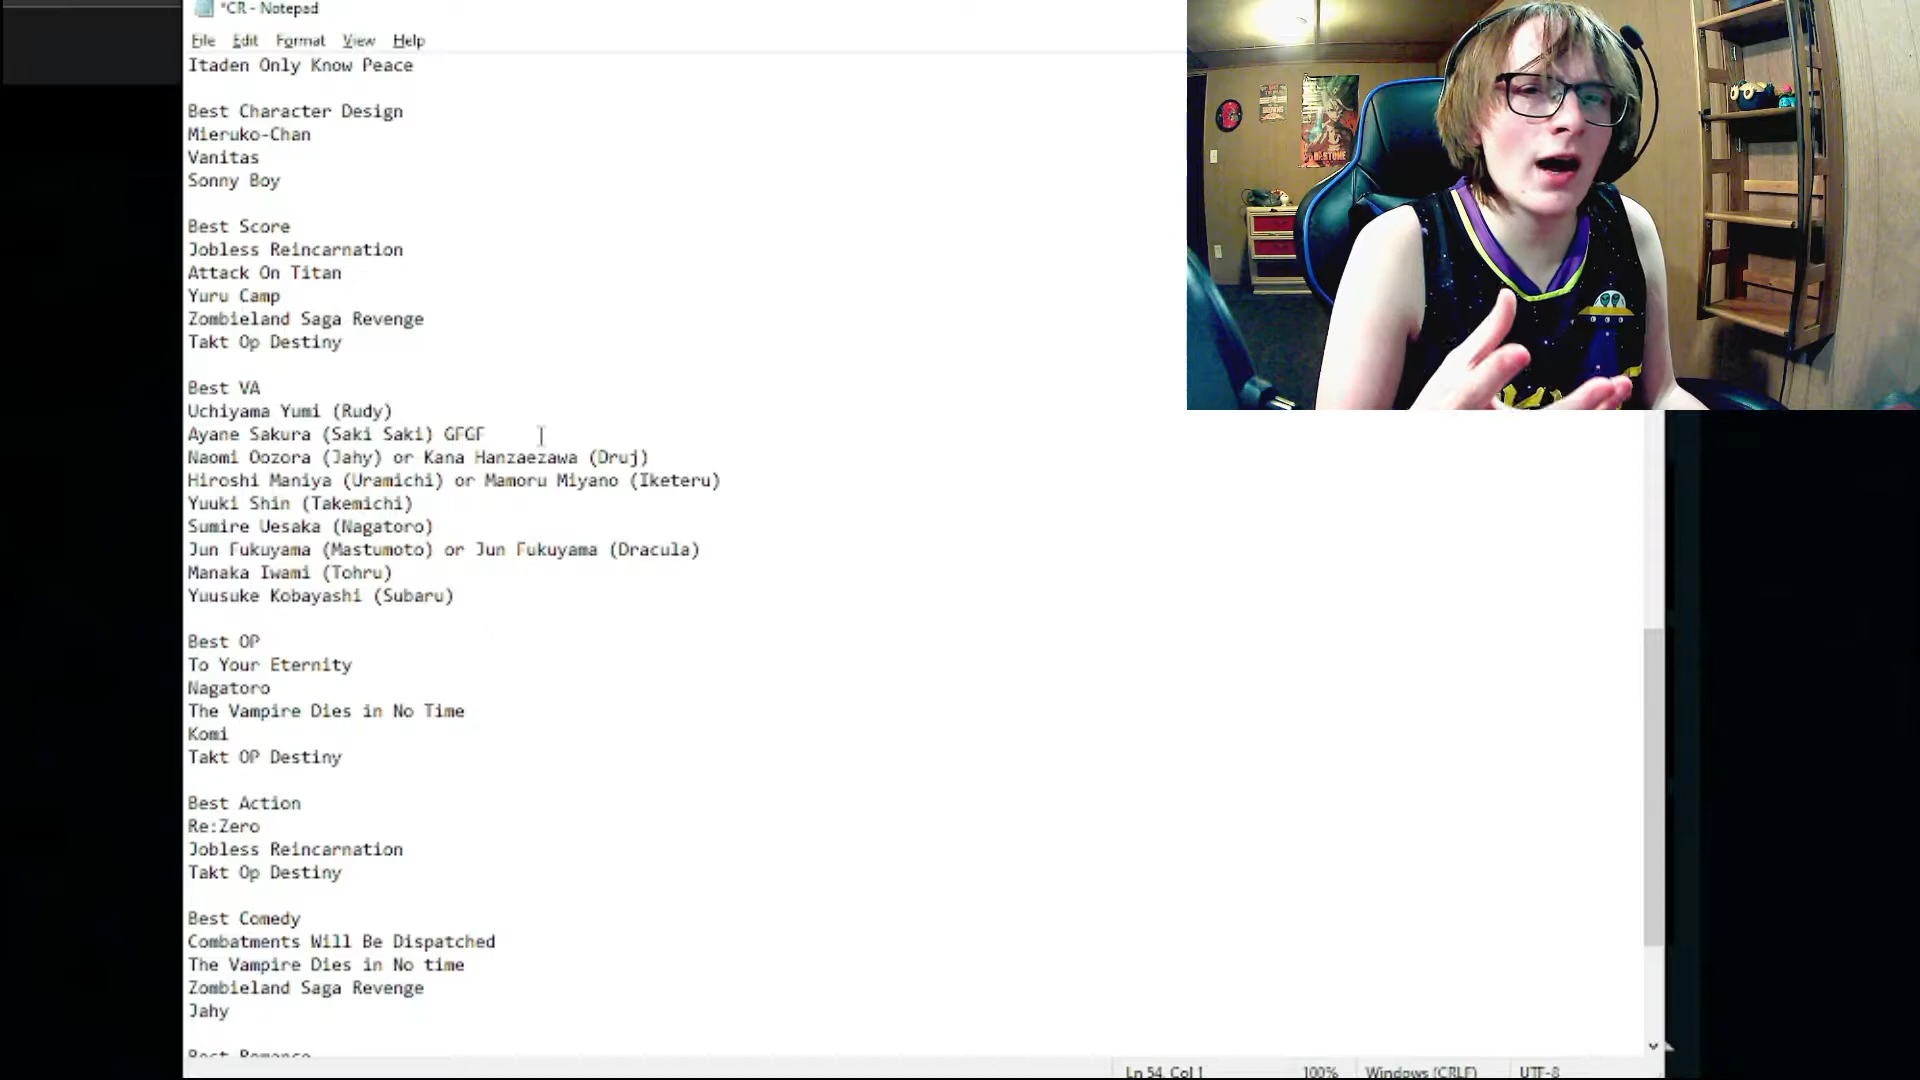 *CR - Notepad
File Edit Format View Help
Itaden Only Know Peace
Best Character Design
Mieruko-Chan
Vanitas
Sonny Boy
Best Score
Jobless Reincarnation
Attack On Titan
Yuru Camp
Zombieland Saga Revenge
Takt Op Destiny
Best VA
Uchiyama Yumi (Rudy)
Ayane Sakura (Saki Saki) GFGF
Naomi Oozora (Jahy) or Kana Hanzaezawa (Druj)
Hiroshi Maniya (Uramichi) or Mamoru Miyano (Iketeru)
Yuuki Shin (Takemichi)
Sumire Uesaka (Nagatoro)
Jun Fukuyama (Mastumoto) or Jun Fukuyama (Dracula)
Manaka Iwami (Tohru)
Yuusuke Kobayashi (Subaru)
Best OP
To Your Eternity
Nagatoro
The Vampire Dies in No Time
Komi
Takt OP Destiny
Best Action
Re:Zero
Jobless Reincarnation
Takt Op Destiny
Best Comedy
Combatments Will Be Dispatched
The Vampire Dies in No time
Zombieland Saga Revenge
Jahy
Best Romance
Ln 54, Col 1 100% Windows (CRLF) UTF-8